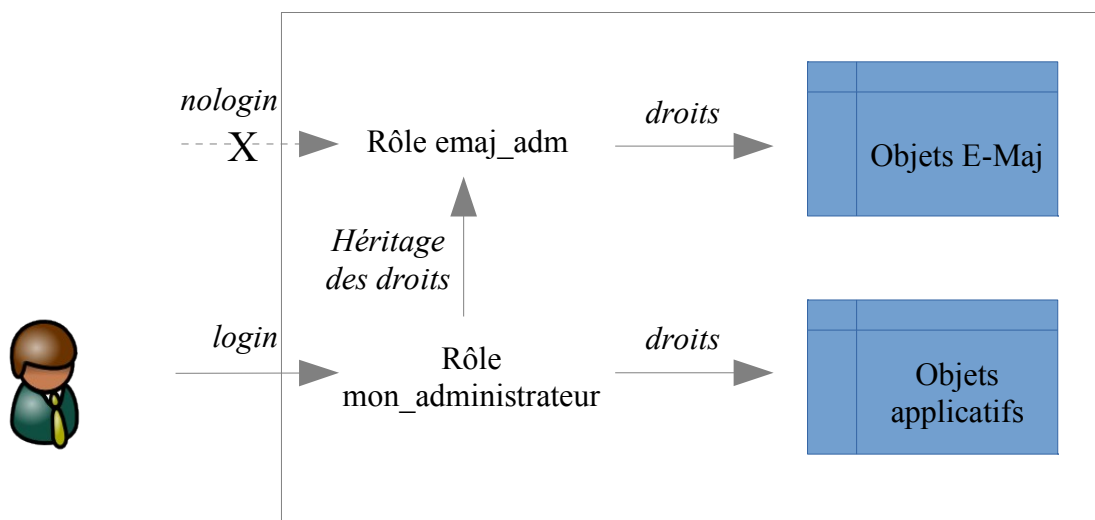 nologin
X
Rôle emaj_adm
droits
Objets E-Maj
Héritage
des droits
login
Rôle
mon_administrateur
droits
Objets
applicatifs